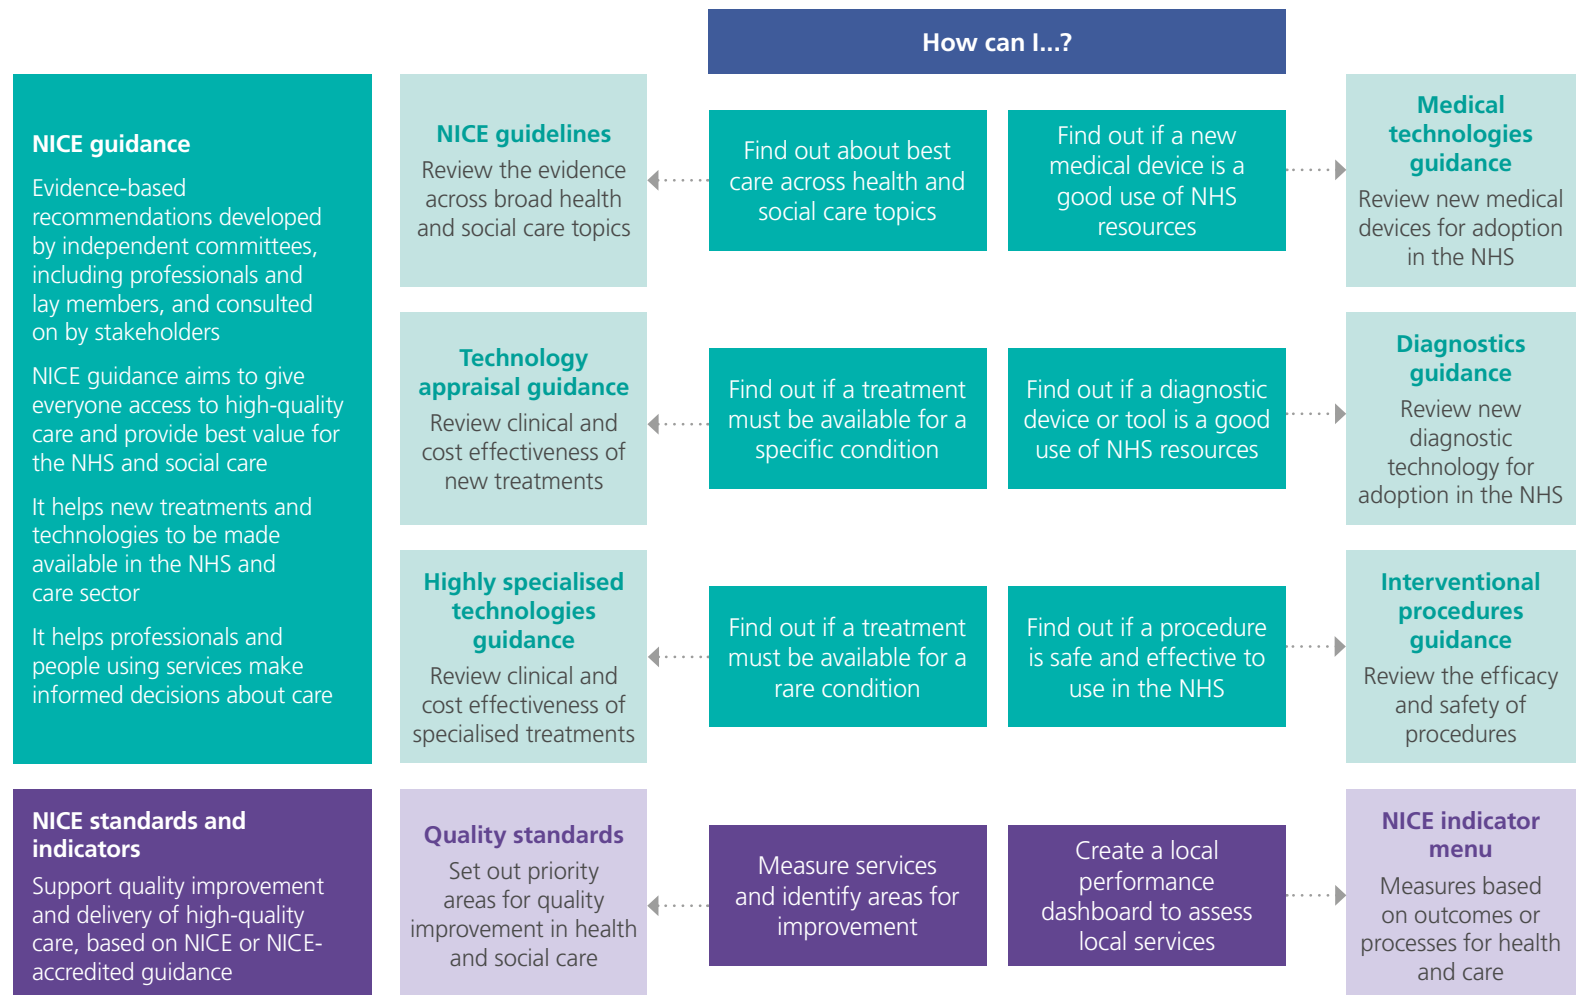 How can I...?
NICE guidance
Evidence-based
recommendations developed
by independent committees,
including professionals and
lay members, and consulted
on by stakeholders
NICE guidance aims to give
everyone access to high-quality
care and provide best value for
the NHS and social care
It helps new treatments and
technologies to be made
available in the NHS and
care sector
It helps professionals and
people using services make
informed decisions about care
NICE guidelines
Review the evidence
across broad health
and social care topics
Find out about best
care across health and
social care topics
Find out if a new
medical device is a
good use of NHS
resources
Medical
technologies
guidance
Review new medical
devices for adoption
in the NHS
Technology
appraisal guidance
Review clinical and
cost effectiveness of
new treatments
Find out if a treatment
must be available for a
specific condition
Find out if a diagnostic
device or tool is a good
use of NHS resources
Diagnostics
guidance
Review new
diagnostic
technology for
adoption in the NHS
Highly specialised
technologies
guidance
Review clinical and
cost effectiveness of
specialised treatments
Find out if a treatment
must be available for a
rare condition
Find out if a procedure
is safe and effective to
use in the NHS
Interventional
procedures
guidance
Review the efficacy
and safety of
procedures
NICE standards and
indicators
Support quality improvement
and delivery of high-quality
care, based on NICE or NICE-
accredited guidance
Quality standards
Set out priority
areas for quality
improvement in health
and social care
Measure services
and identify areas for
improvement
Create a local
performance
dashboard to assess
local services
NICE indicator
menu
Measures based
on outcomes or
processes for health
and care